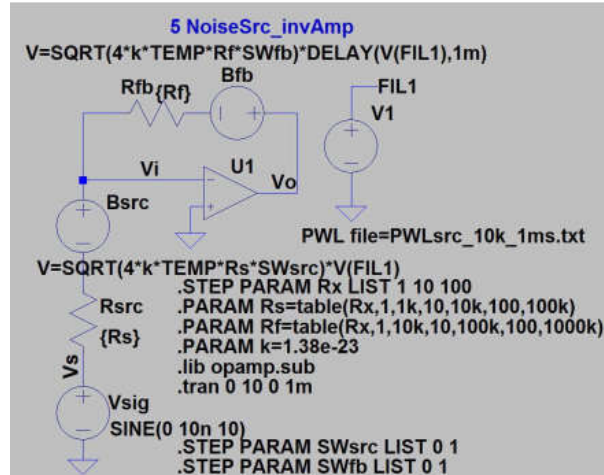 5 NoiseSrc_invAmp
V=SQRT(4*k*TEMP*Rf*SWfb)*DELAY(V(FIL1),1m)
Rfb
{Rf}
Bfb
FIL1
V1
Vi
U1
Vo
Bsrc
PWL file=PWLsrc_10k_1ms.txt
V=SQRT(4*k*TEMP*Rs*SWsrc)*V(FIL1)
.STEP PARAM Rx LIST 1 10 100
Rsrc
.PARAM Rs=table(Rx,1,1k,10,10k,100,100k)
{Rs}
.PARAM Rf=table(Rx,1,10k,10,100k,100,1000k)
.PARAM k=1.38e-23
Vs
.lib opamp.sub
.tran 0 10 0 1m
Vsig
SINE(0 10n 10)
.STEP PARAM SWsrc LIST 0 1
.STEP PARAM SWfb LIST 0 1